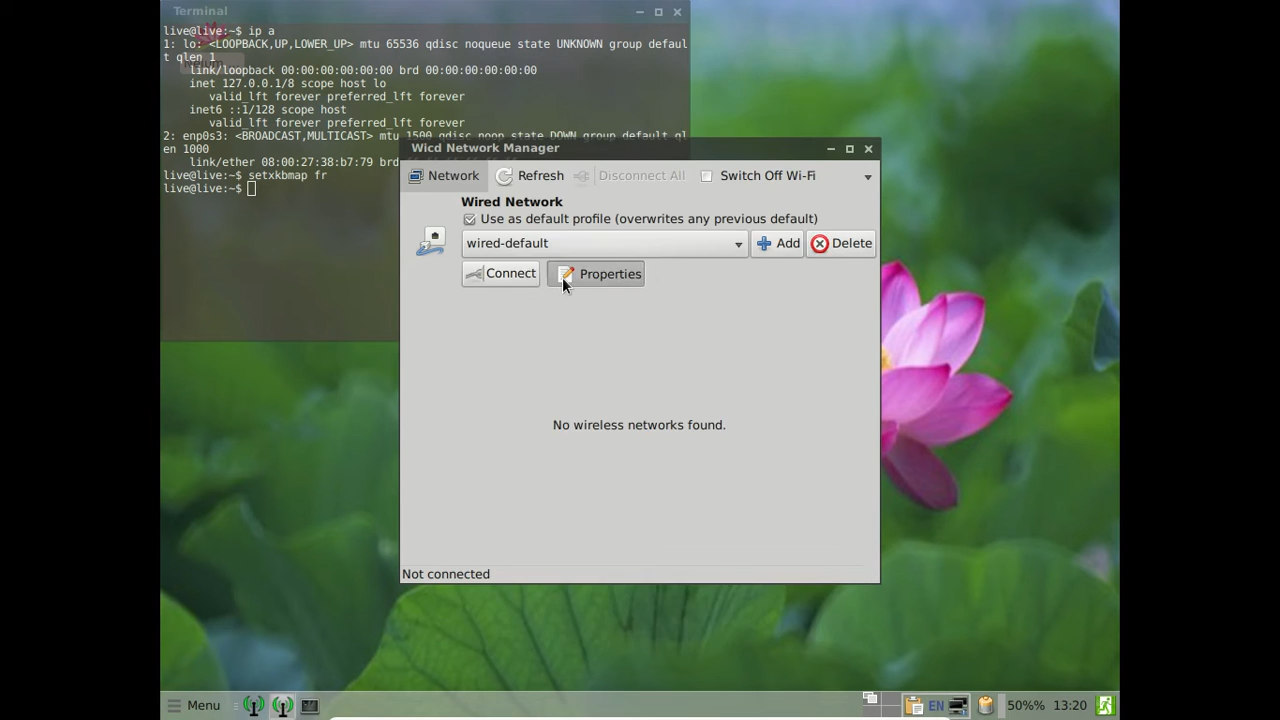 Terminal
live@live:~$ ip a
1: lo: <LOOPBACK,UP,LOWER_UP> mtu 65536 qdisc noqueue state UNKNOWN group defaul
t qlen 1
link/loopback 00:00:00:00:00:00 brd 00:00:00:00:00:00
inet 127.0.0.1/8 scope host lo
valid_lft forever preferred_lft forever
inet6 ::1/128 scope host
valid_lft forever preferred_lft forever
2: enp0s3: <BROADCAST,MULTICAST> mtu 1500 qdisc noop state DOWN group default ql
en 1000
link/ether 08:00:27:38:b7:79 brd
live@live:~$ setxkbmap fr
live@live:~$
Wicd Network Manager
Network Refresh Disconnect All Switch Off Wi-Fi
Wired Network
Use as default profile (overwrites any previous default)
wired-default Add Delete
Connect Properties
No wireless networks found.
Not connected
Menu EN 50%% 13:20